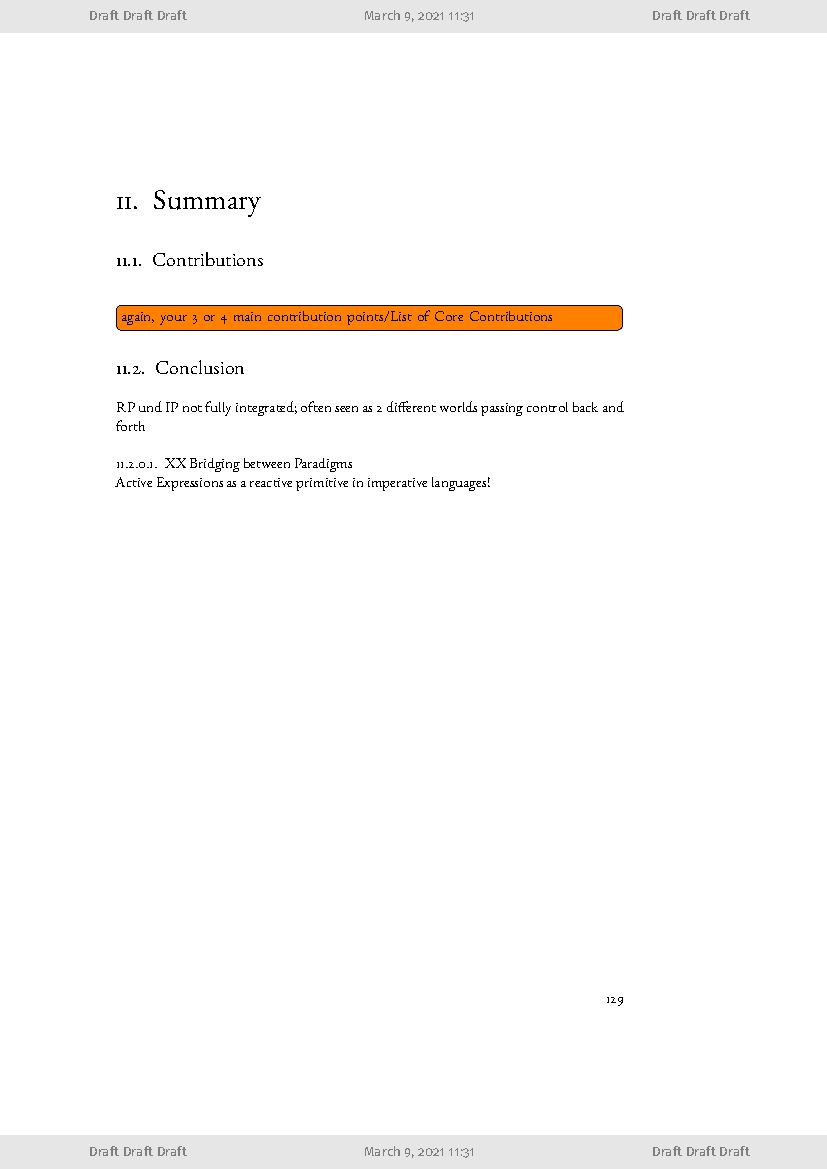 Draft Draft Draft March 9, 2021 11:31 Draft Draft Draft
11. Summary
11.1. Contributions
again, your 3 or 4 main contribution points/List of Core Contributions
11.2. Conclusion
RP und IP not fully integrated; often seen as 2 different worlds passing control back and
forth
11.2.0.1. XX Bridging between Paradigms
Active Expressions as a reactive primitive in imperative languages!
129
Draft Draft Draft March 9, 2021 11:31 Draft Draft Draft